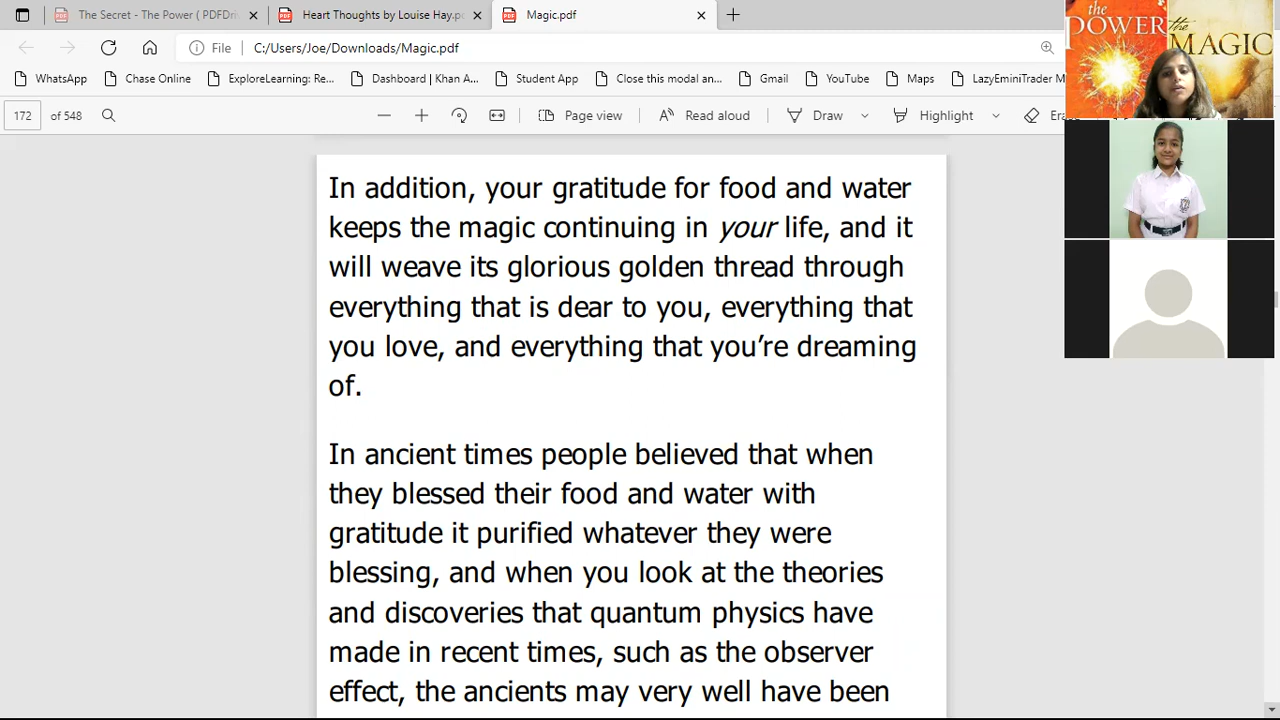 The Secret - The Power ( PDFDri
Heart Thoughts by Louise Hay.p
Magic.pdf
File C:/Users/Joe/Downloads/Magic.pdf
WhatsApp Chase Online ExploreLearning: Re... Dashboard | Khan A... Student App Close this modal an... Gmail YouTube Maps LazyEminiTrader M
172 of 548 Page view Read aloud Draw Highlight Era
the POWER
the MAGIC
In addition, your gratitude for food and water
keeps the magic continuing in your life, and it
will weave its glorious golden thread through
everything that is dear to you, everything that
you love, and everything that you’re dreaming
of.
In ancient times people believed that when
they blessed their food and water with
gratitude it purified whatever they were
blessing, and when you look at the theories
and discoveries that quantum physics have
made in recent times, such as the observer
effect, the ancients may very well have been